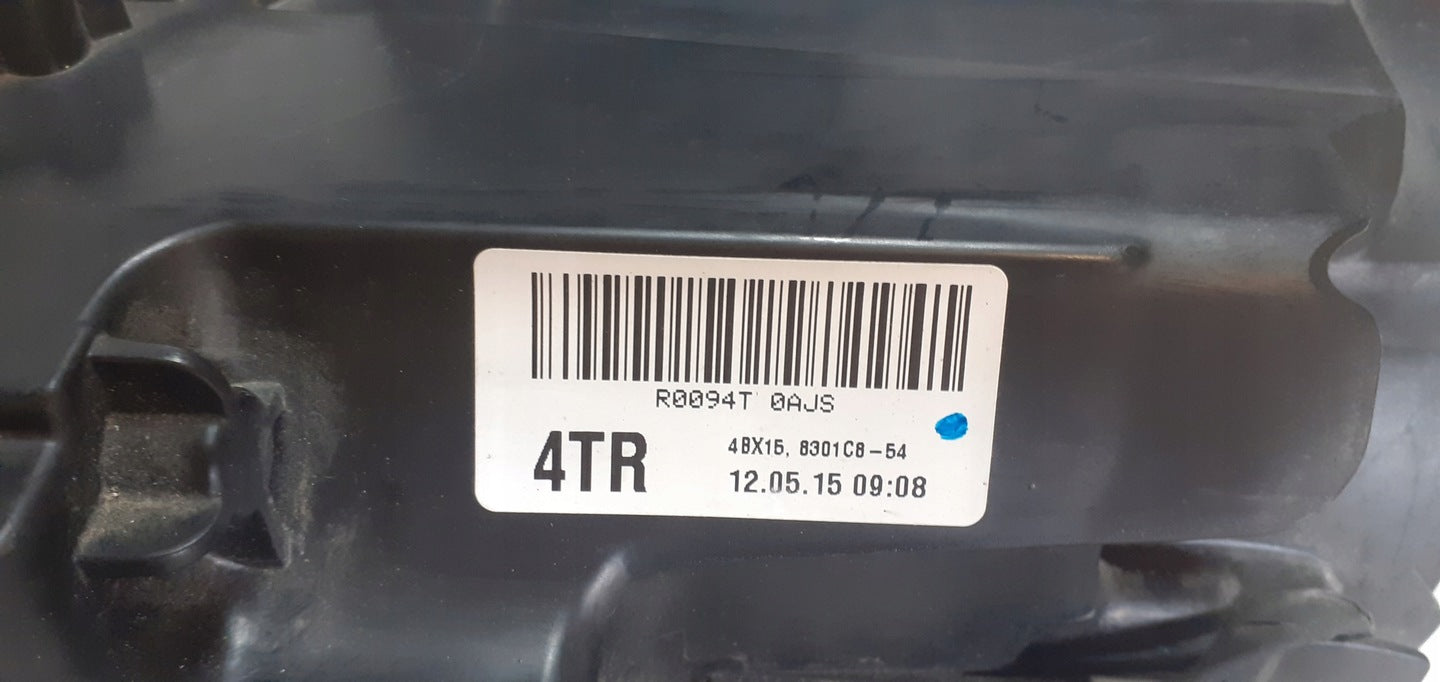 R0094T 0AJS
4TR
4BX15, 8301C8-54
12.05.15 09:08